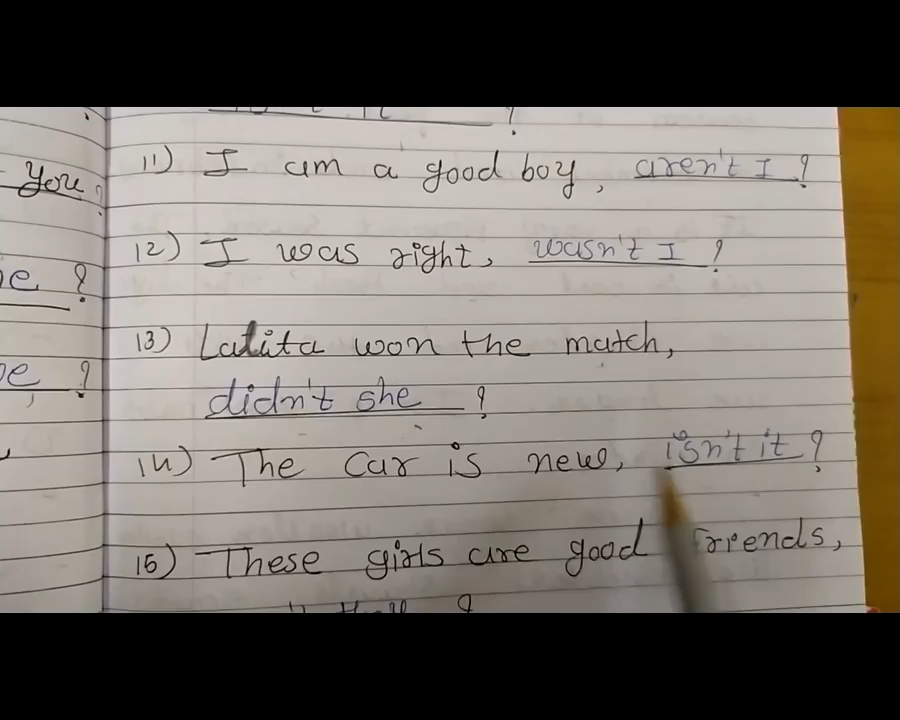 you?
11) I am a good boy, aren't I?
12) I was right, wasn't I?
13) Lalita won the match,
didn't she?
14) The Car is new, isn't it?
15) These girls are good friends,